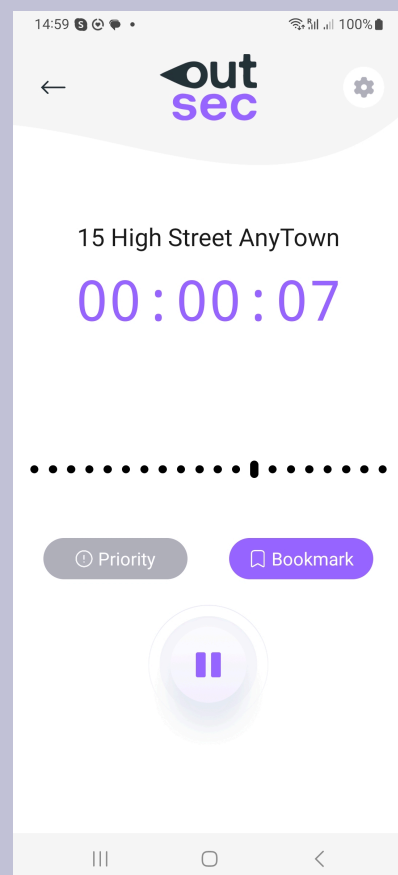 14:59 100%
out
sec
15 High Street AnyTown
00:00:07
Priority Bookmark